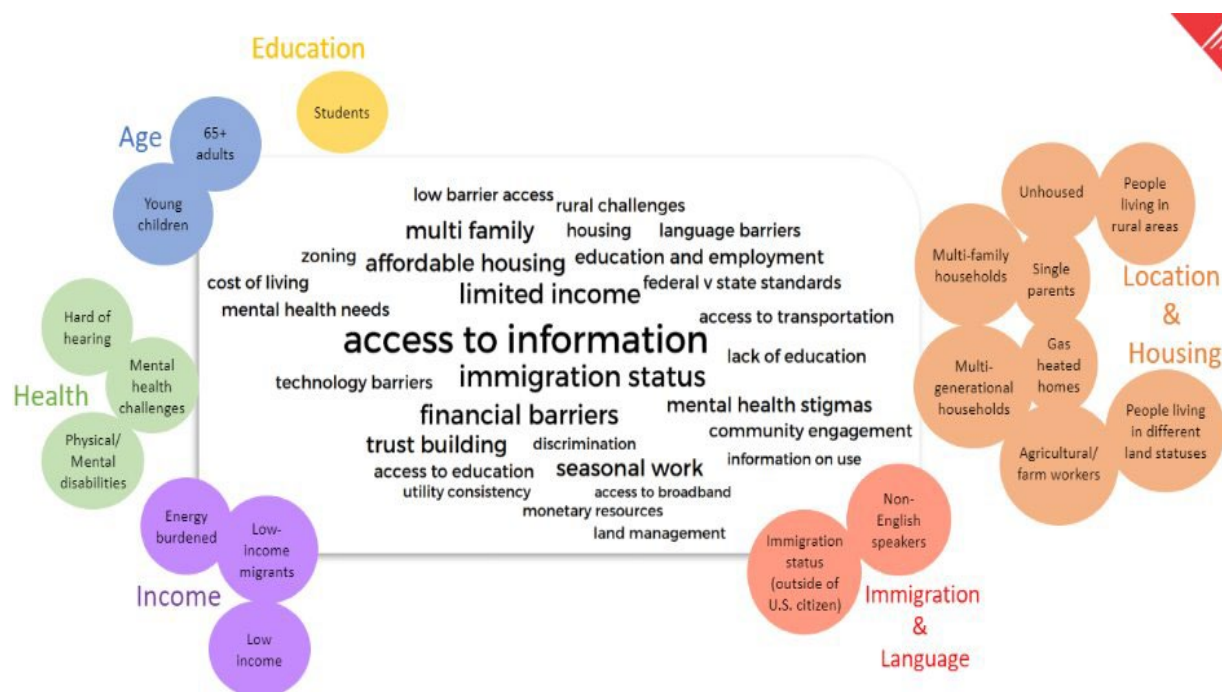 Education
Students
Age
65+
adults
Young
children
low barrier access
rural challenges
multi family
housing
language barriers
zoning
affordable housing
education and employment
cost of living
limited income
federal v state standards
mental health needs
access to information
access to transportation
lack of education
technology barriers
immigration status
financial barriers
mental health stigmas
trust building
discrimination
community engagement
access to education
seasonal work
information on use
utility consistency
access to broadband
monetary resources
land management
Health
Hard of
hearing
Mental
health
challenges
Physical/
Mental
disabilities
Income
Energy
burdened
Low-
income
migrants
Low
income
Unhoused
People
living in
rural areas
Multi-family
households
Single
parents
Location
&
Housing
Gas
heated
homes
Multi-
generational
households
People living
in different
land statuses
Agricultural/
farm workers
Non-
English
speakers
Immigration
status
(outside of
U.S. citizen)
Immigration
&
Language